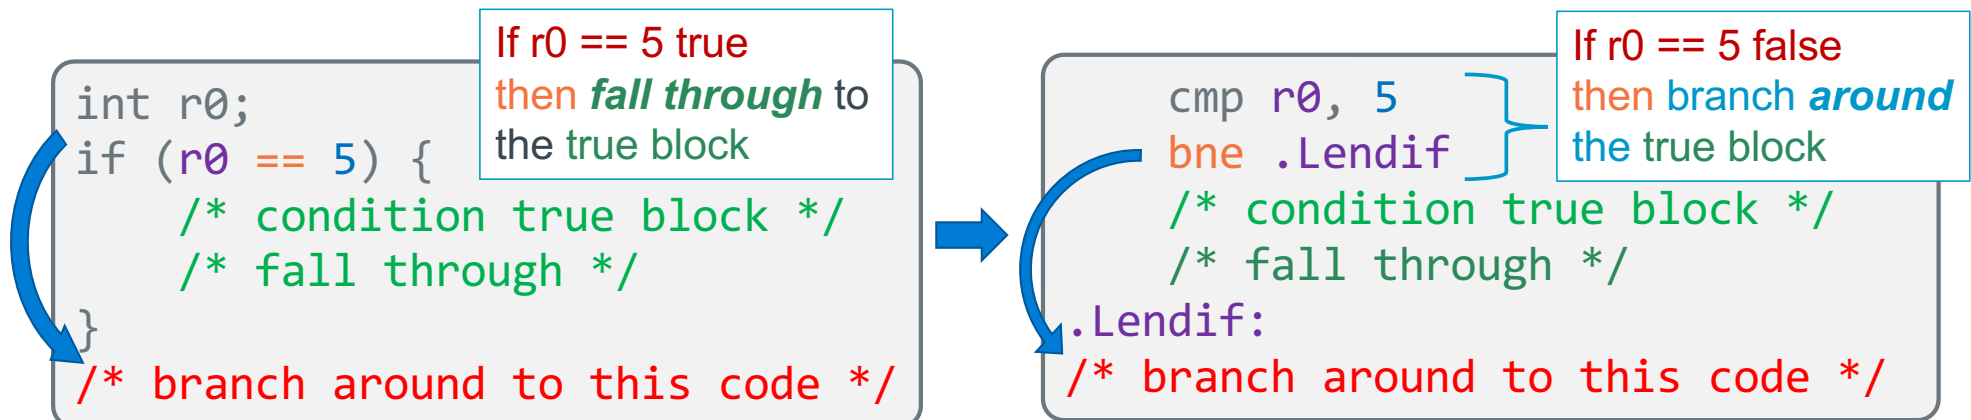 If r0 == 5 true
then fall through to
the true block
int r0;
if (r0 == 5) {
    /* condition true block */
    /* fall through */
}
/* branch around to this code */
If r0 == 5 false
then branch around
the true block
    cmp r0, 5
    bne .Lendif
    /* condition true block */
    /* fall through */
.Lendif:
/* branch around to this code */